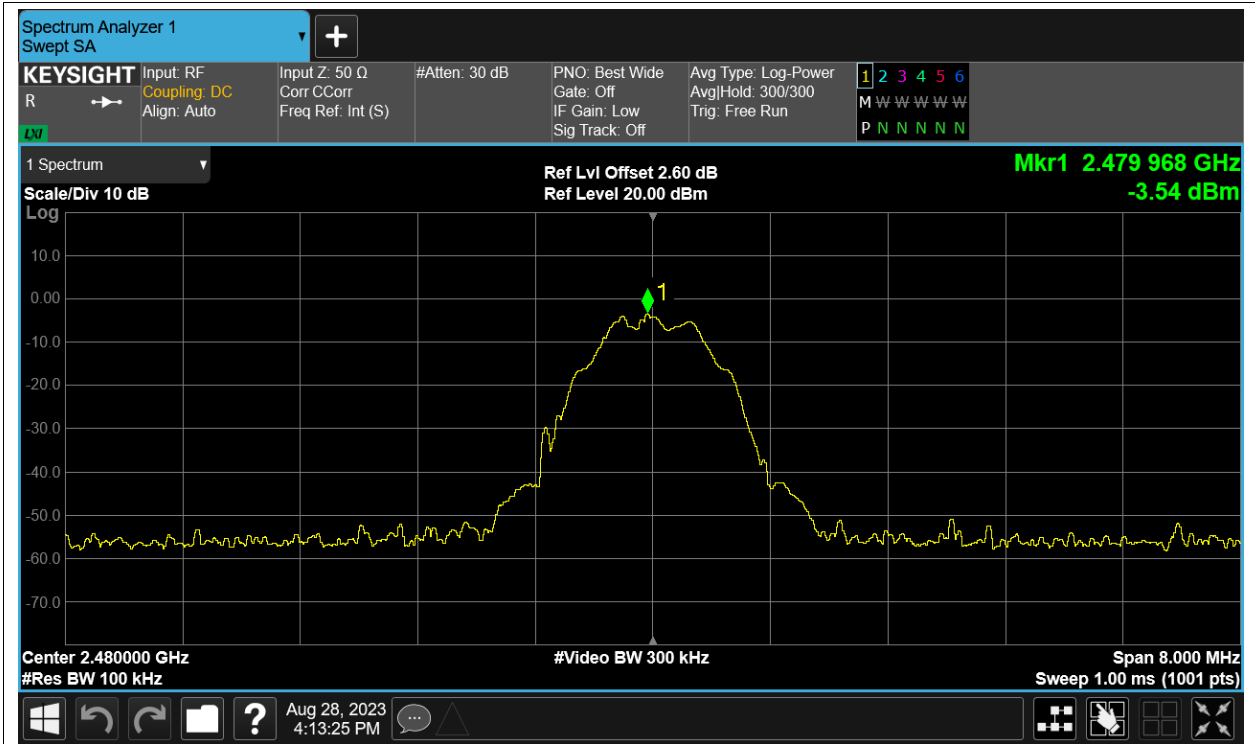 Spectrum Analyzer 1
Swept SA
KEYSIGHT
R
LXI
Input: RF
Coupling: DC
Align: Auto
Input Z: 50 Ω
Corr CCorr
Freq Ref: Int (S)
#Atten: 30 dB
PNO: Best Wide
Gate: Off
IF Gain: Low
Sig Track: Off
Avg Type: Log-Power
Avg|Hold: 300/300
Trig: Free Run
1 2 3 4 5 6
M W W W W W
P N N N N N
1 Spectrum
Scale/Div 10 dB
Log
Ref Lvl Offset 2.60 dB
Ref Level 20.00 dBm
Mkr1 2.479 968 GHz
-3.54 dBm
10.0
0.00
-10.0
-20.0
-30.0
-40.0
-50.0
-60.0
-70.0
1
Center 2.480000 GHz
#Res BW 100 kHz
#Video BW 300 kHz
Span 8.000 MHz
Sweep 1.00 ms (1001 pts)
?
Aug 28, 2023
4:13:25 PM